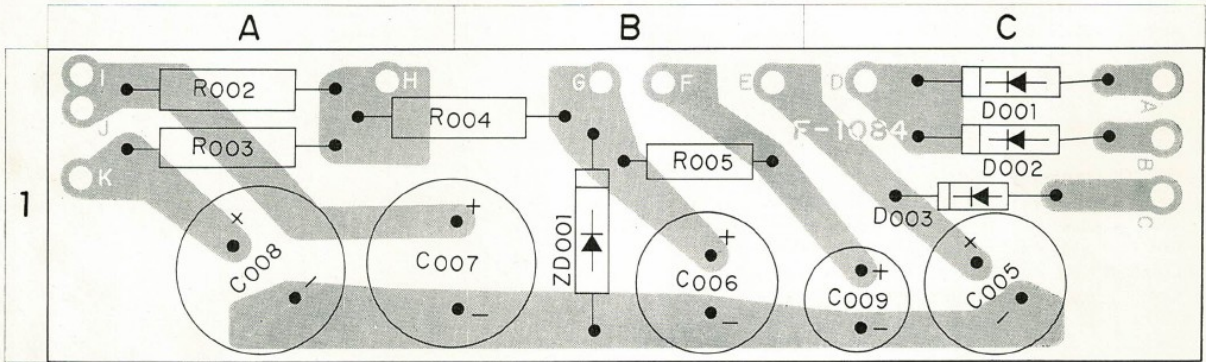 A B C
1
I R002 H G F E D D001 A
J R004 F-1084 D002 B
K R003 R005 D003 C
+ C008 -
+ C007 -
ZD001
+ C006 -
+ C009 -
+ C005 -